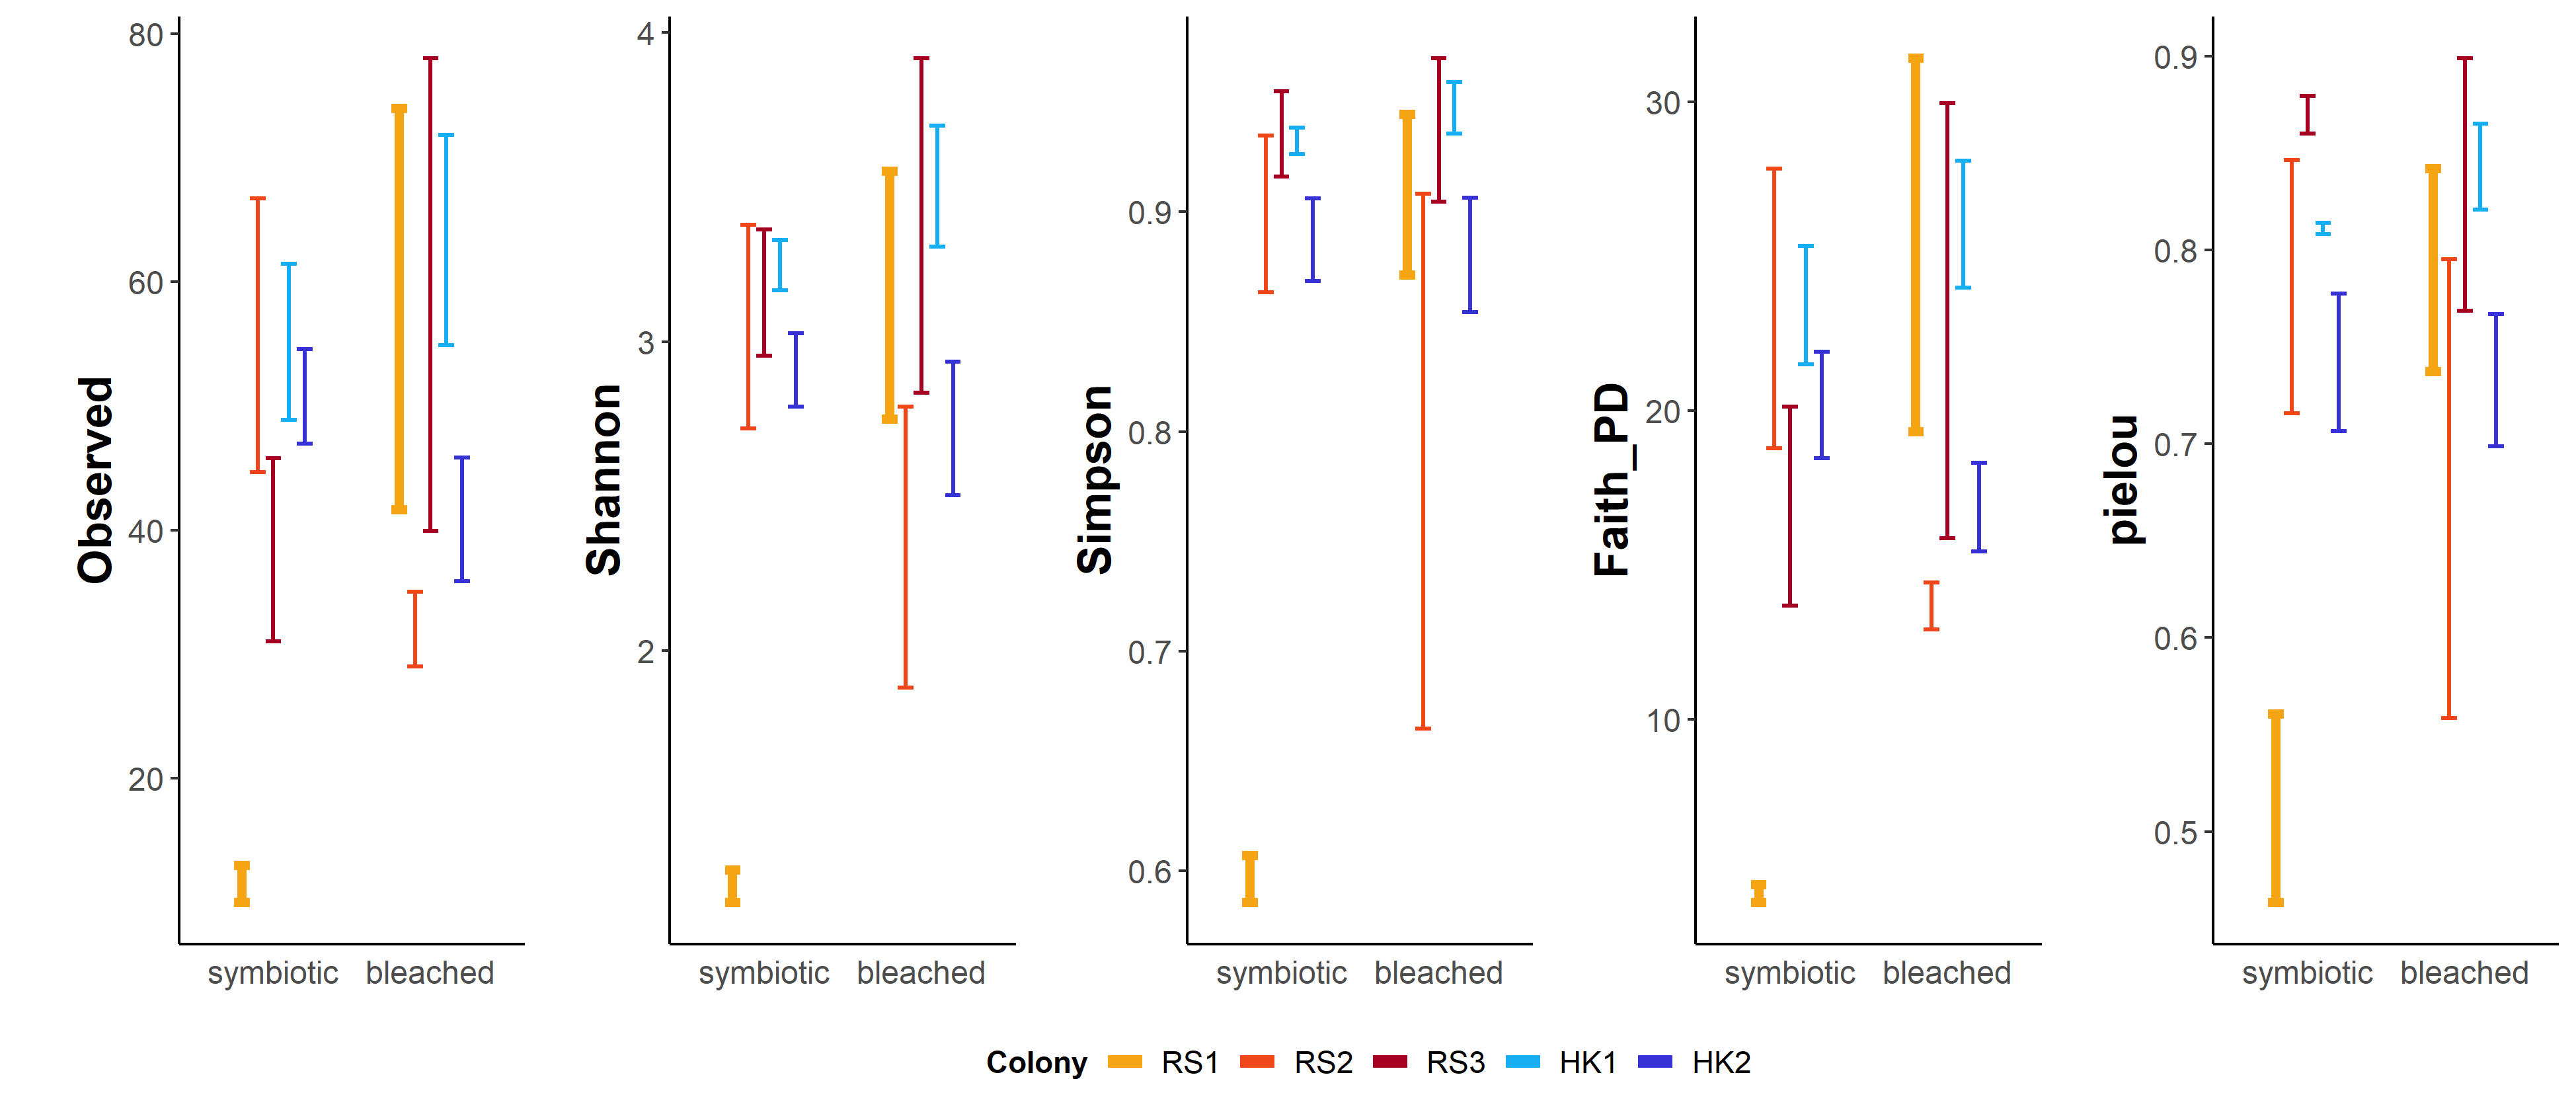 Observed
80
60
40
20
symbiotic bleached
Shannon
4
3
2
symbiotic bleached
Simpson
0.9
0.8
0.7
0.6
symbiotic bleached
Faith_PD
30
20
10
symbiotic bleached
pielou
0.9
0.8
0.7
0.6
0.5
symbiotic bleached
Colony RS1 RS2 RS3 HK1 HK2